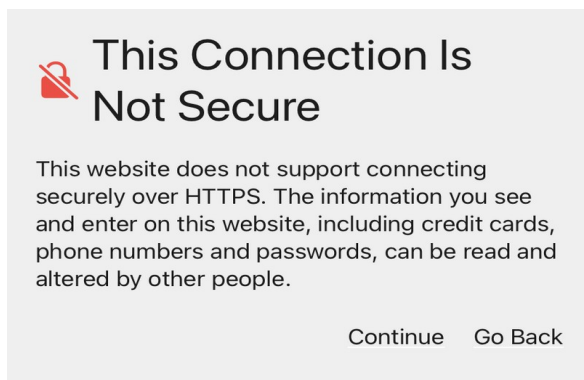 This Connection Is
Not Secure
This website does not support connecting
securely over HTTPS. The information you see
and enter on this website, including credit cards,
phone numbers and passwords, can be read and
altered by other people.
Continue Go Back